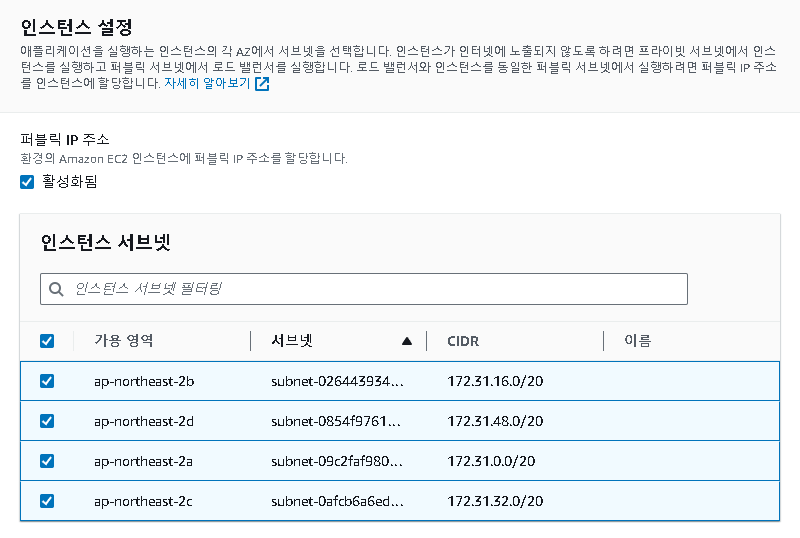 인스턴스 설정
애플리케이션을 실행하는 인스턴스의 각 AZ에서 서브넷을 선택합니다. 인스턴스가 인터넷에 노출되지 않도록 하려면 프라이빗 서브넷에서 인스
턴스를 실행하고 퍼블릭 서브넷에서 로드 밸런서를 실행합니다. 로드 밸런서와 인스턴스를 동일한 퍼블릭 서브넷에서 실행하려면 퍼블릭 IP 주소
를 인스턴스에 할당합니다. 자세히 알아보기
퍼블릭 IP 주소
환경의 Amazon EC2 인스턴스에 퍼블릭 IP 주소를 할당합니다.
활성화됨
인스턴스 서브넷
인스턴스 서브넷 필터링
가용 영역 서브넷 CIDR 이름
ap-northeast-2b subnet-026443934... 172.31.16.0/20
ap-northeast-2d subnet-0854f9761... 172.31.48.0/20
ap-northeast-2a subnet-09c2faf980... 172.31.0.0/20
ap-northeast-2c subnet-0afcb6a6ed... 172.31.32.0/20